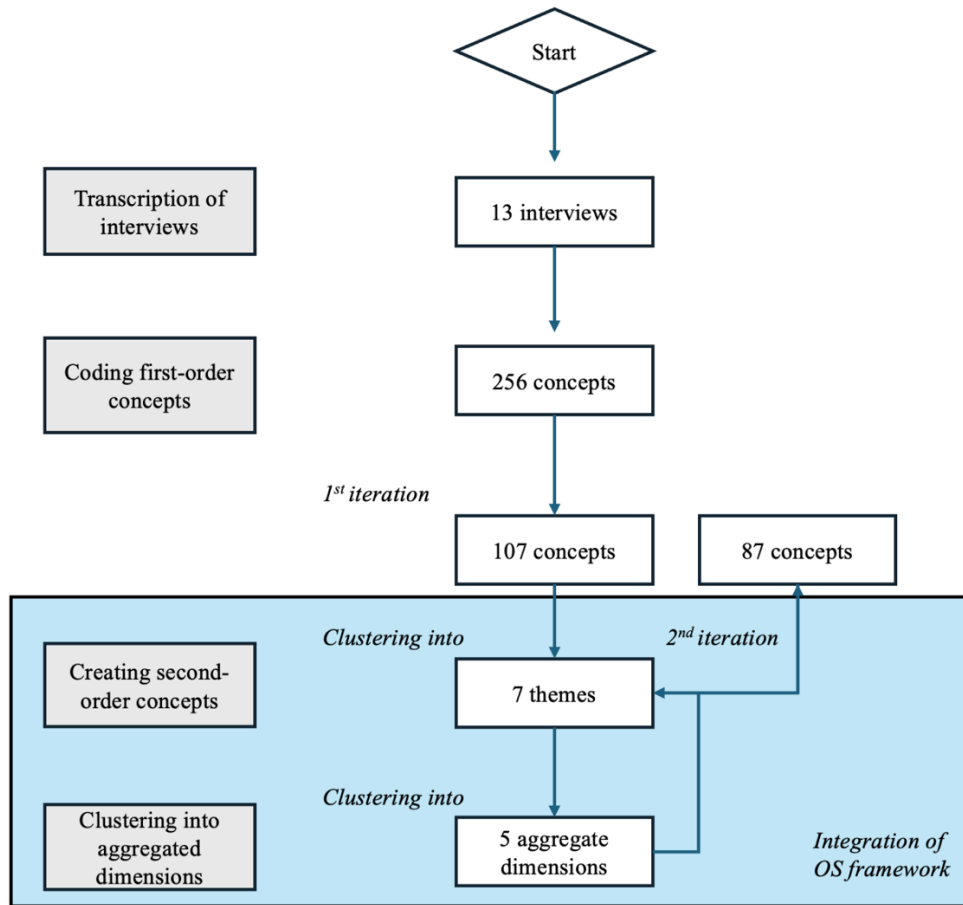 Start
Transcription of
interviews
13 interviews
Coding first-order
concepts
256 concepts
1st iteration
107 concepts
87 concepts
Clustering into
2nd iteration
Creating second-
order concepts
7 themes
Clustering into
Clustering into
aggregated
dimensions
5 aggregate
dimensions
Integration of
OS framework